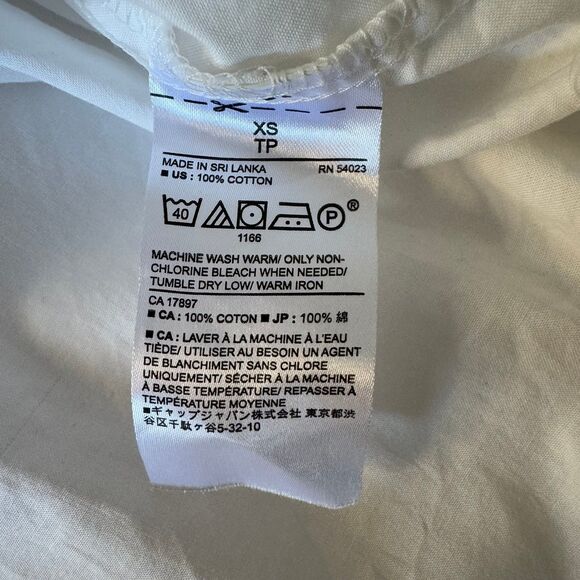 XS
TP
MADE IN SRI LANKA RN 54023
■ US : 100% COTTON
40 P ®
1166
MACHINE WASH WARM/ ONLY NON-
CHLORINE BLEACH WHEN NEEDED/
TUMBLE DRY LOW/ WARM IRON
CA 17897
■ CA : 100% COTON ■ JP : 100% 綿
■ CA : LAVER À LA MACHINE À L'EAU
TIÈDE/ UTILISER AU BESOIN UN AGENT
DE BLANCHIMENT SANS CHLORE
UNIQUEMENT/ SÉCHER À LA MACHINE
À BASSE TEMPÉRATURE/ REPASSER À
TEMPÉRATURE MOYENNE
■ギャップジャパン株式会社 東京都渋
谷区千駄ヶ谷5-32-10